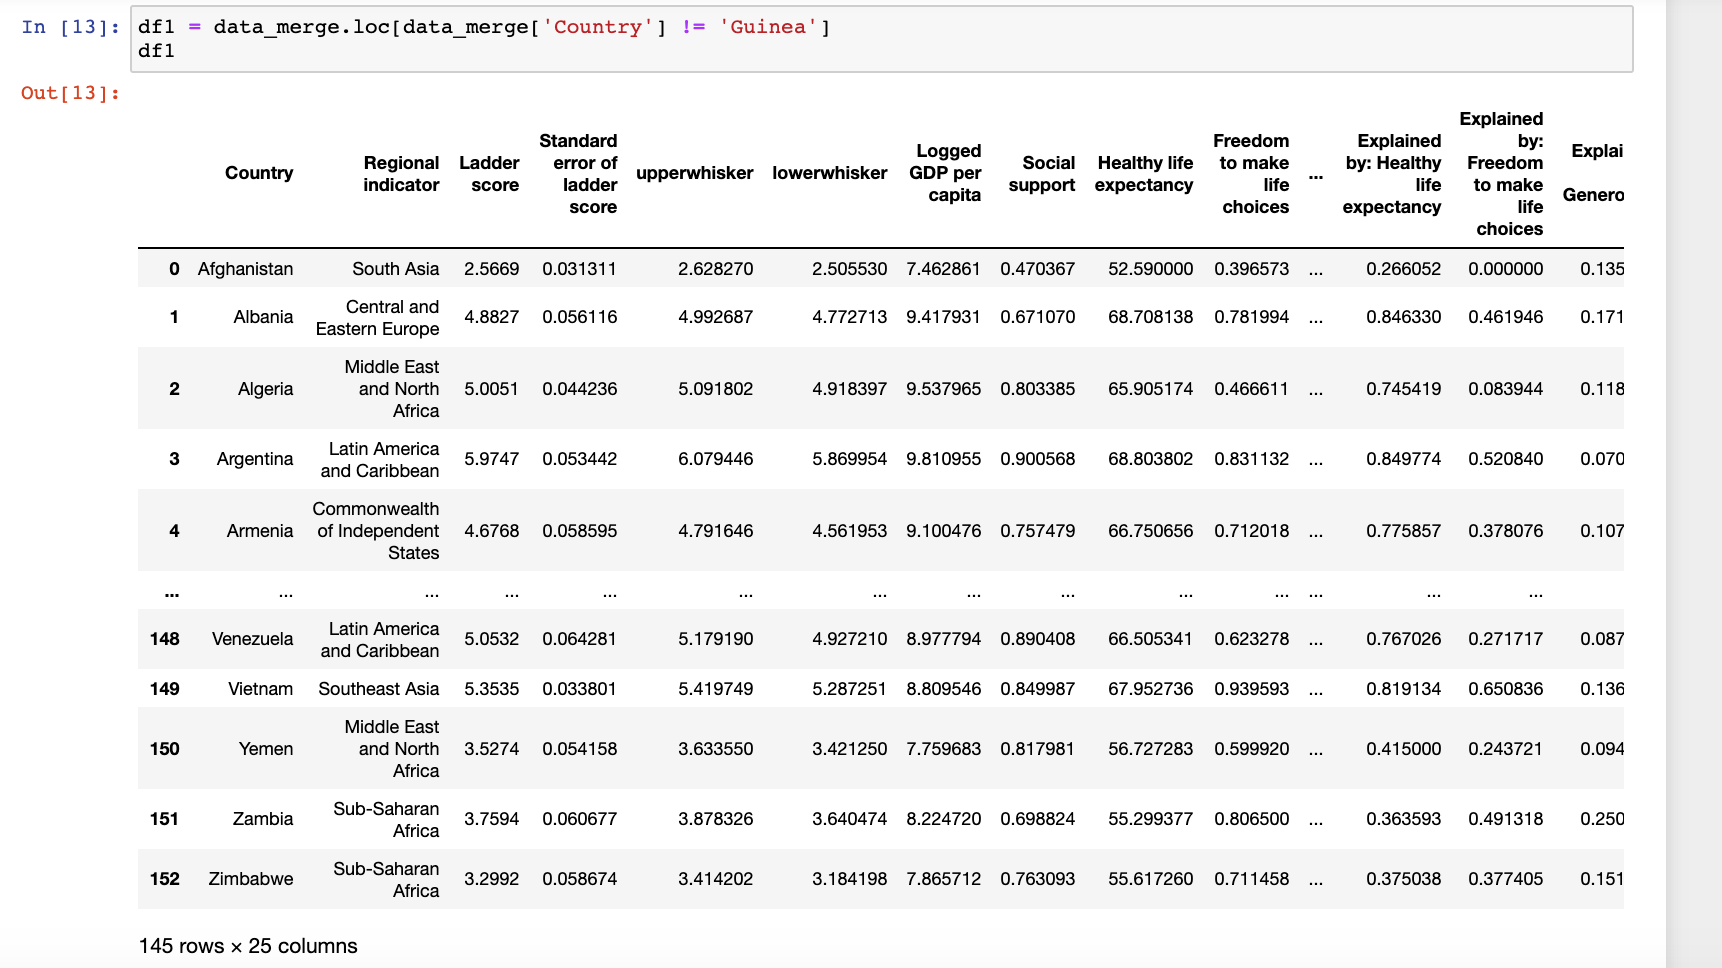 In [13]: df1 = data_merge.loc[data_merge['Country'] != 'Guinea']
df1
Out[13]:
Country Regional indicator Ladder score Standard error of ladder score upperwhisker lowerwhisker Logged GDP per capita Social support Healthy life expectancy Freedom to make life choices ... Explained by: Healthy life expectancy Explained by: Freedom to make life choices Explai Genero
0 Afghanistan South Asia 2.5669 0.031311 2.628270 2.505530 7.462861 0.470367 52.590000 0.396573 ... 0.266052 0.000000 0.135
1 Albania Central and Eastern Europe 4.8827 0.056116 4.992687 4.772713 9.417931 0.671070 68.708138 0.781994 ... 0.846330 0.461946 0.171
2 Algeria Middle East and North Africa 5.0051 0.044236 5.091802 4.918397 9.537965 0.803385 65.905174 0.466611 ... 0.745419 0.083944 0.118
3 Argentina Latin America and Caribbean 5.9747 0.053442 6.079446 5.869954 9.810955 0.900568 68.803802 0.831132 ... 0.849774 0.520840 0.070
4 Armenia Commonwealth of Independent States 4.6768 0.058595 4.791646 4.561953 9.100476 0.757479 66.750656 0.712018 ... 0.775857 0.378076 0.107
... ... ... ... ... ... ... ... ... ... ... ... ... ...
148 Venezuela Latin America and Caribbean 5.0532 0.064281 5.179190 4.927210 8.977794 0.890408 66.505341 0.623278 ... 0.767026 0.271717 0.087
149 Vietnam Southeast Asia 5.3535 0.033801 5.419749 5.287251 8.809546 0.849987 67.952736 0.939593 ... 0.819134 0.650836 0.136
150 Yemen Middle East and North Africa 3.5274 0.054158 3.633550 3.421250 7.759683 0.817981 56.727283 0.599920 ... 0.415000 0.243721 0.094
151 Zambia Sub-Saharan Africa 3.7594 0.060677 3.878326 3.640474 8.224720 0.698824 55.299377 0.806500 ... 0.363593 0.491318 0.250
152 Zimbabwe Sub-Saharan Africa 3.2992 0.058674 3.414202 3.184198 7.865712 0.763093 55.617260 0.711458 ... 0.375038 0.377405 0.151
145 rows × 25 columns